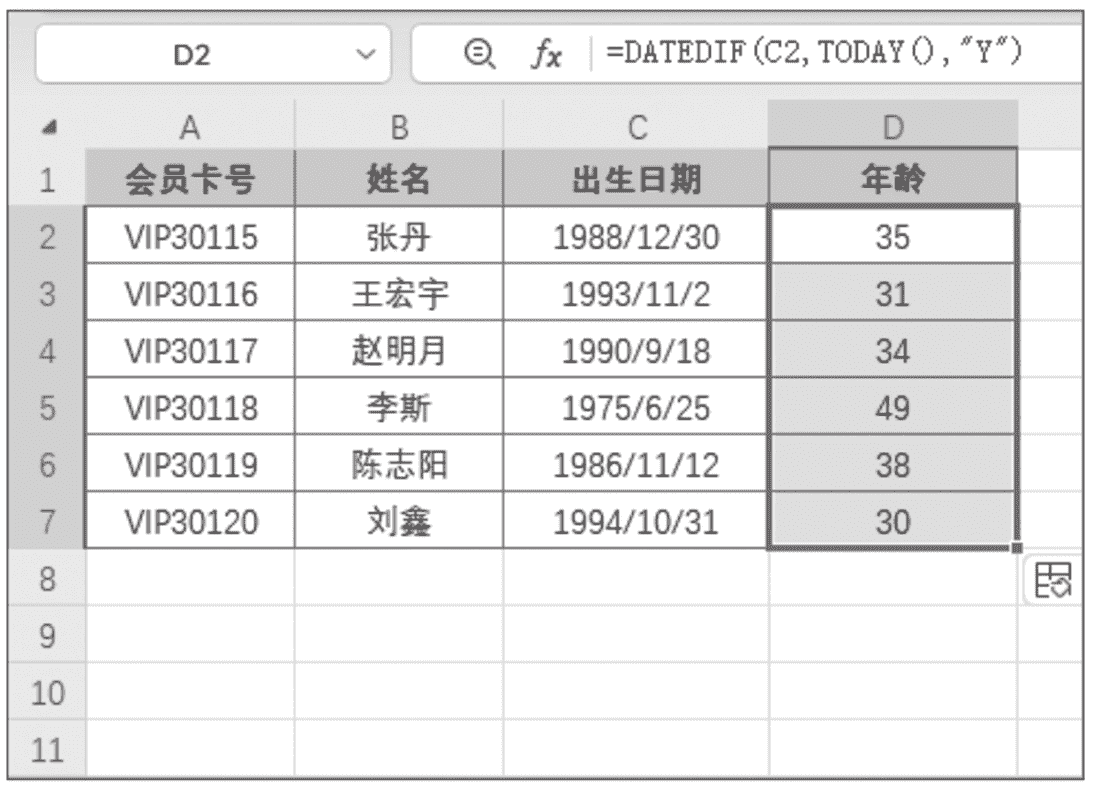 D2 fx =DATEDIF(C2,TODAY(),"Y")
A B C D
1 会员卡号 姓名 出生日期 年龄
2 VIP30115 张丹 1988/12/30 35
3 VIP30116 王宏宇 1993/11/2 31
4 VIP30117 赵明月 1990/9/18 34
5 VIP30118 李斯 1975/6/25 49
6 VIP30119 陈志阳 1986/11/12 38
7 VIP30120 刘鑫 1994/10/31 30
8
9
10
11